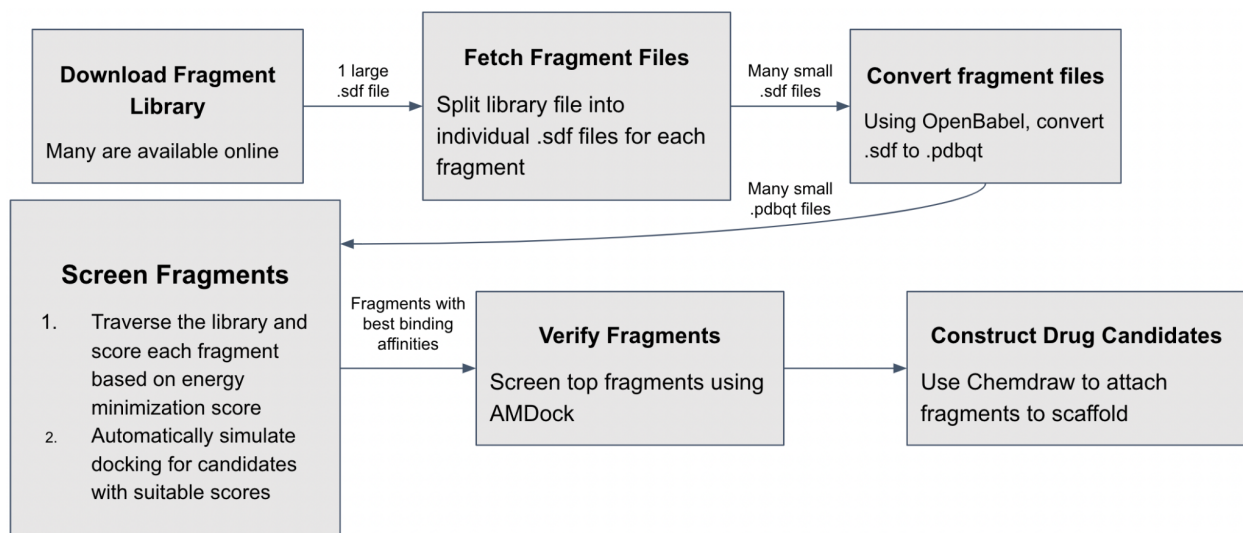 Download Fragment
Library
Many are available online
1 large
.sdf file
Fetch Fragment Files
Split library file into
individual .sdf files for each
fragment
Many small
.sdf files
Convert fragment files
Using OpenBabel, convert
.sdf to .pdbqt
Many small
.pdbqt files
Screen Fragments
1. Traverse the library and
score each fragment
based on energy
minimization score
2. Automatically simulate
docking for candidates
with suitable scores
Fragments with
best binding
affinities
Verify Fragments
Screen top fragments using
AMDock
Construct Drug Candidates
Use Chemdraw to attach
fragments to scaffold